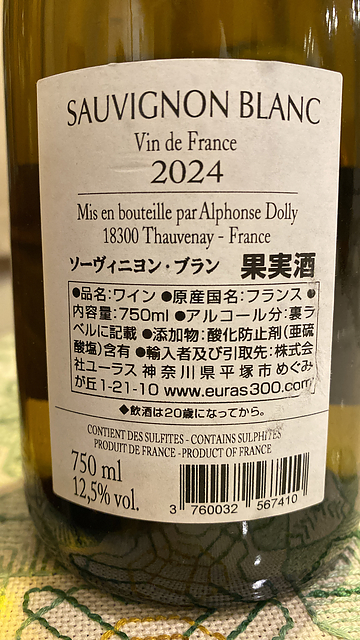 SAUVIGNON BLANC
Vin de France
2024
Mis en bouteille par Alphonse Dolly
18300 Thauvenay - France
ソーヴィニヨン・ブラン 果実酒
●品名:ワイン ●原産国名:フランス ●
内容量:750ml ●アルコール分:裏ラ
ベルに記載 ●添加物:酸化防止剤(亜硫
酸塩)含有 ●輸入者及び引取先:株式会
社ユーラス 神奈川県平塚市めぐみ
が丘1-21-10 www.euras300.com
◆飲酒は20歳になってから。
CONTIENT DES SULFITES - CONTAINS SULPHITES
PRODUIT DE FRANCE - PRODUCT OF FRANCE
750 ml
12,5% vol.
3 760032 567410